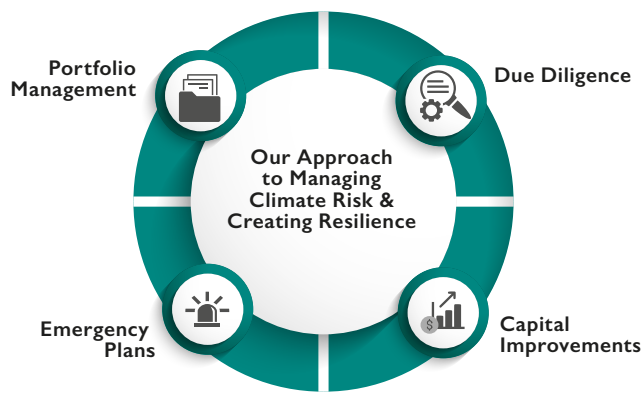 Portfolio
Management
Due Diligence
Our Approach
to Managing
Climate Risk &
Creating Resilience
Emergency
Plans
$
Capital
Improvements